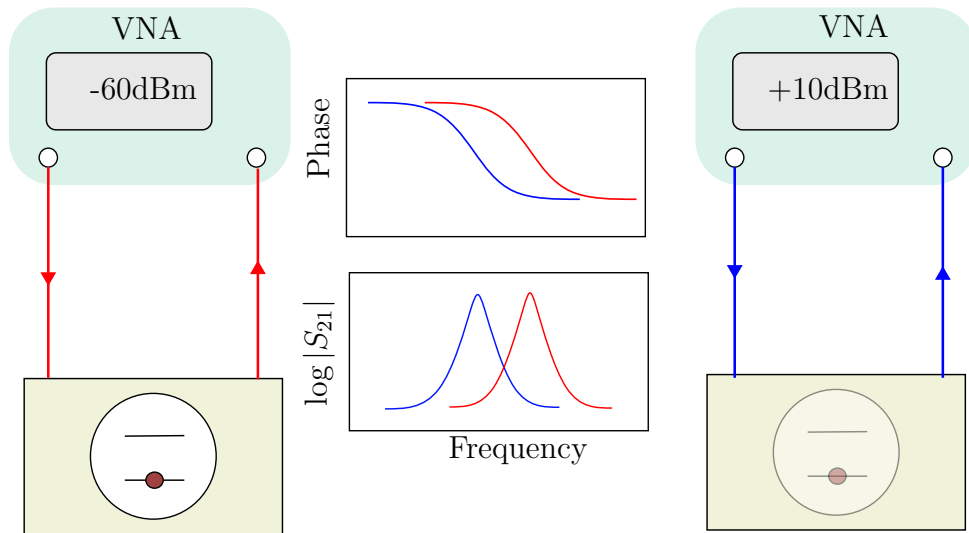 VNA
-60dBm
Phase
log |S₂₁|
Frequency
VNA
+10dBm